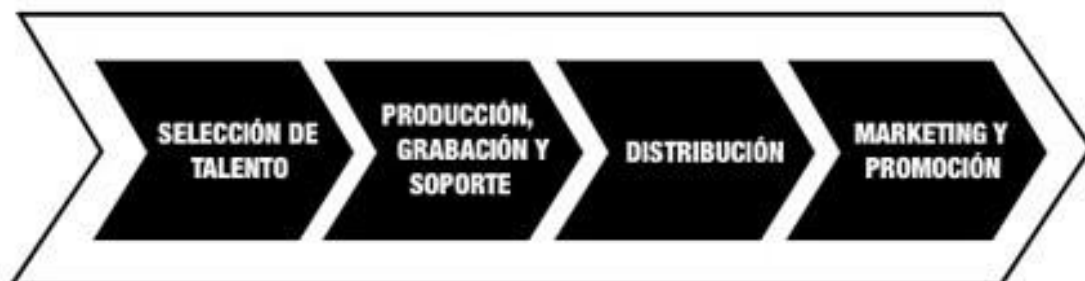 SELECCIÓN DE
TALENTO
PRODUCCIÓN,
GRABACIÓN Y
SOPORTE
DISTRIBUCIÓN
MARKETING Y
PROMOCIÓN